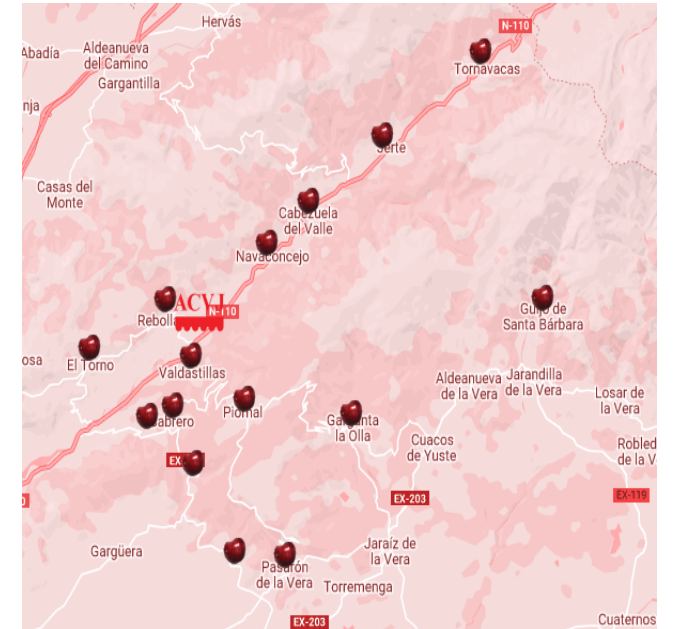 Hervás
N-110
Abadía
Aldeanueva
del Camino
Tornavacas
Gargantilla
Casas del
Monte
Cabezuela
del Valle
Navaconcejo
ACVJ
N-110
Guijo de
Santa Bárbara
El Torno
Valdastillas
Aldeanueva
de la Vera
Jarandilla
de la Vera
Losar de
la Vera
Piornal
Garganta
la Olla
Cuacos
de Yuste
de la V
EX-203
EX-119
Gargüera
Jaraíz de
la Vera
Pasarón
de la Vera
Torremenga
EX-203
Cuaternos